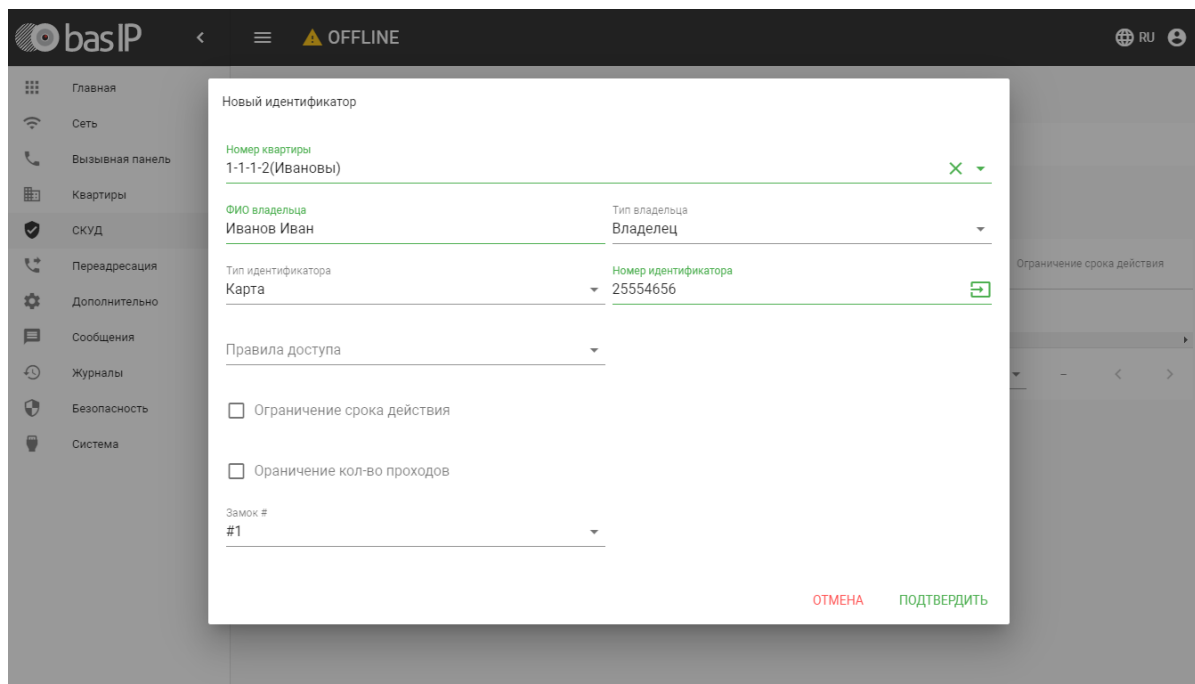 basIP
OFFLINE
RU
Главная
Сеть
Вызывная панель
Квартиры
СКУД
Переадресация
Дополнительно
Сообщения
Журналы
Безопасность
Система
Новый идентификатор
Номер квартиры
1-1-1-2(Ивановы)
ФИО владельца
Иванов Иван
Тип владельца
Владелец
Тип идентификатора
Карта
Номер идентификатора
25554656
Правила доступа
Ограничение срока действия
Ораничение кол-во проходов
Замок #
#1
ОТМЕНА
ПОДТВЕРДИТЬ
Ограничение срока действия
–